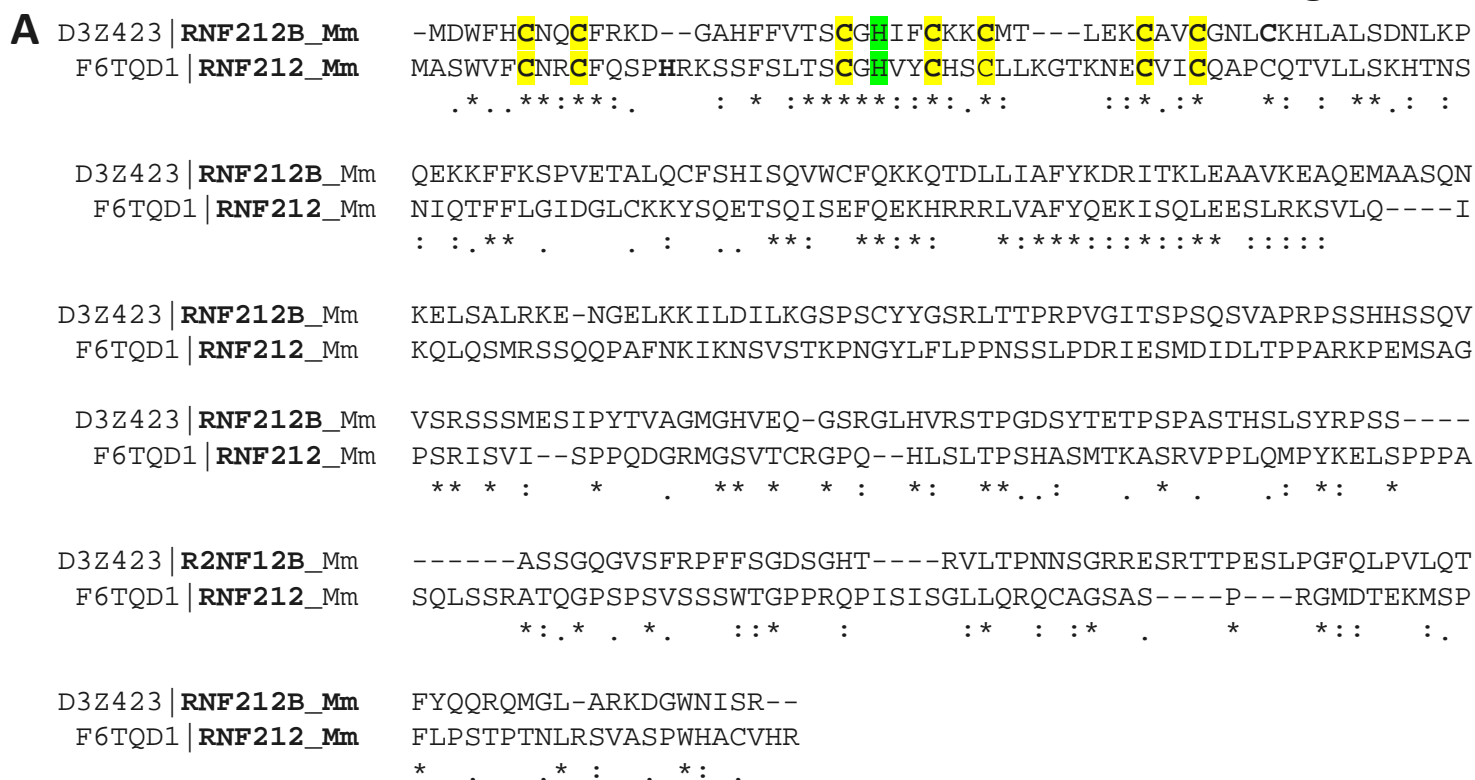 A D3Z423|RNF212B_Mm -MDWFHCNQCFRKD--GAHFFVTSCGHIFCKKCMT---LEKCAVCGNLCKHLALSDNLKP
F6TQD1|RNF212_Mm MASWVFCNRCFQSPHRKSSFSLTSCGHVYCHSCLLKGTKNECVICQAPCQTVLLSKHTNS
.*..**:**:. : * :*****::*.*: ::*.:* *: : **.: :
D3Z423|RNF212B_Mm QEKKFFKSPVETALQCFSHISQVWCFQKKQTDLLIAFYKDRITKLEAAVKEAQEMAASQN
F6TQD1|RNF212_Mm NIQTFFLGIDGLCKKYSQETSQISEFQEKHRRRLVAFYQEKISQLEESLRKSVLQ----I
: :.** . . : .. **: **:*: *:***:::*:** :::::
D3Z423|RNF212B_Mm KELSALRKE-NGELKKILDILKGSPSCYYGSRLTTPRPVGITSPSQSVAPRPSSHHSSQV
F6TQD1|RNF212_Mm KQLQSMRSSQQPAFNKIKNSVSTKPNGYLFLPPNSSLPDRIESMDIDLTPPARKPEMSAG
D3Z423|RNF212B_Mm VSRSSSMESIPYTVAGMGHVEQ-GSRGLHVRSTPGDSYTETPSPASTHSLSYRPSS----
F6TQD1|RNF212_Mm PSRISVI--SPPQDGRMGSVTCRGPQ--HLSLTPSHASMTKASRVPPLQMPYKELSPPPA
** * : * . ** * * : *: **..: . * . .: *: *
D3Z423|R2NF12B_Mm ------ASSGQGVSFRPFFSGDSGHT----RVLTPNNSGRRESRTTPESLPGFQLPVLQT
F6TQD1|RNF212_Mm SQLSSRATQGPSPSVSSSWTGPPRQPISISGLLQRQCAGSAS----P---RGMDTEKMSP
*:.* . *. ::* : :* : :* . * *:: :.
D3Z423|RNF212B_Mm FYQQRQMGL-ARKDGWNISR--
F6TQD1|RNF212_Mm FLPSTPTNLRSVASPWHACVHR
* . .* : . *: .